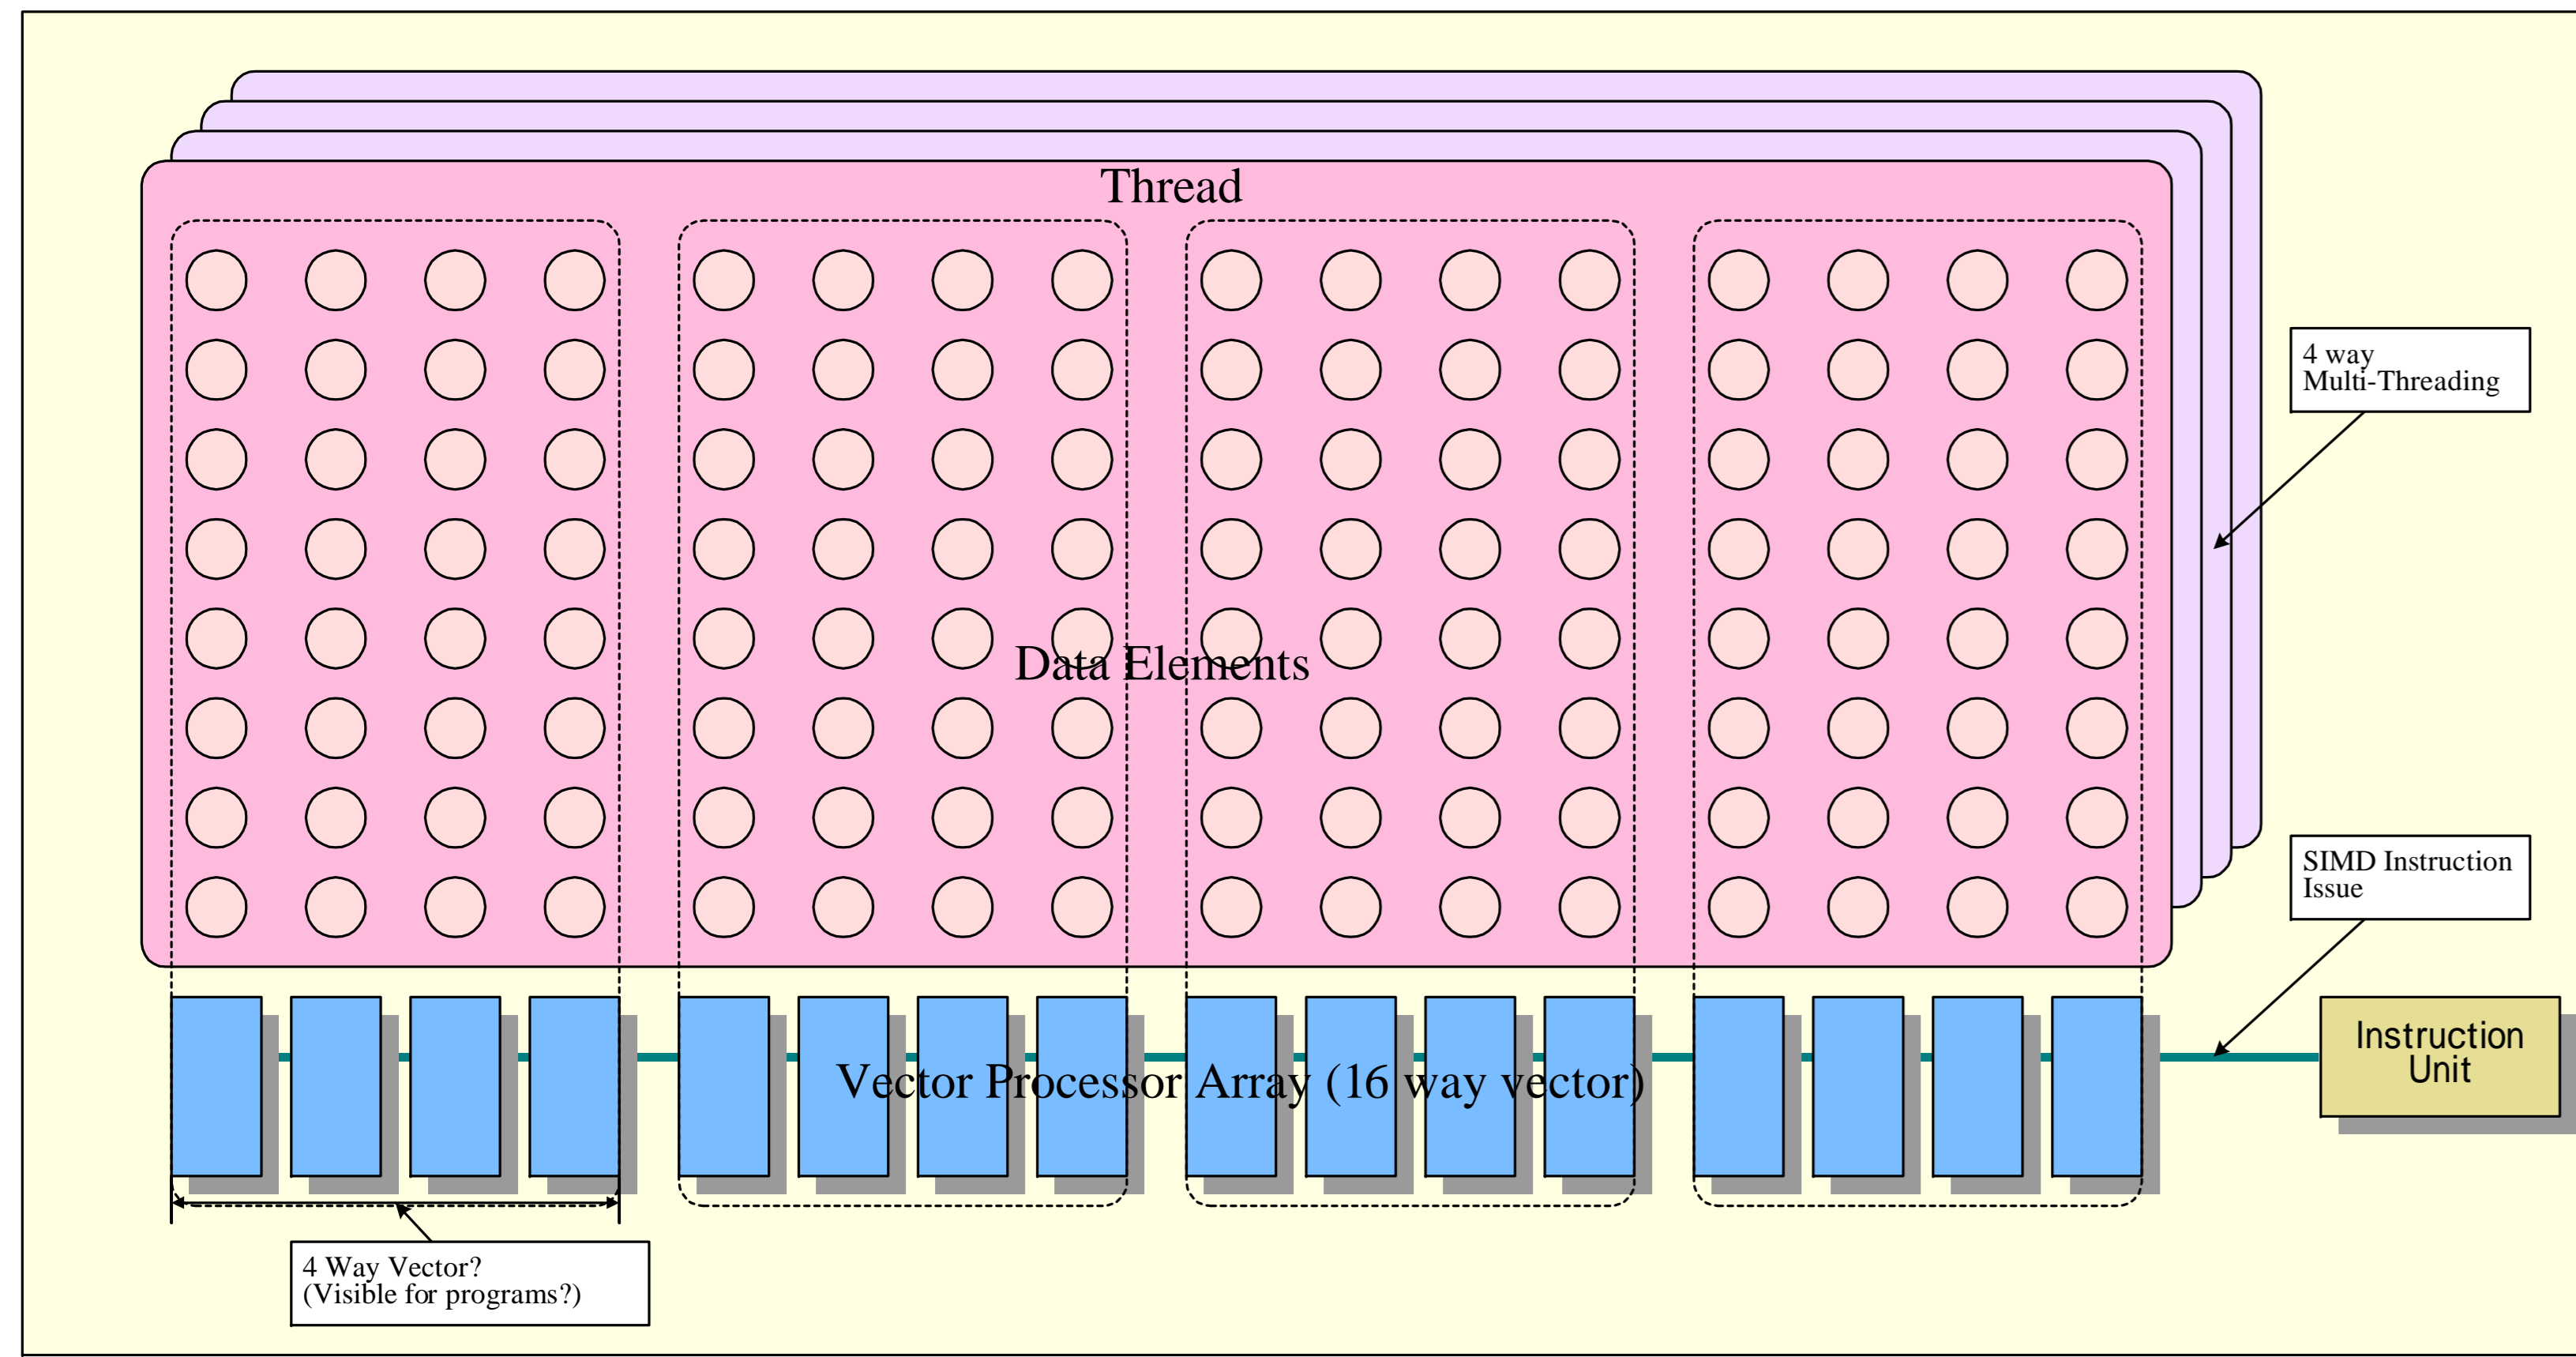 Thread
4 way
Multi-Threading
Data Elements
SIMD Instruction
Issue
Instruction
Unit
Vector Processor Array (16 way vector)
4 Way Vector?
(Visible for programs?)